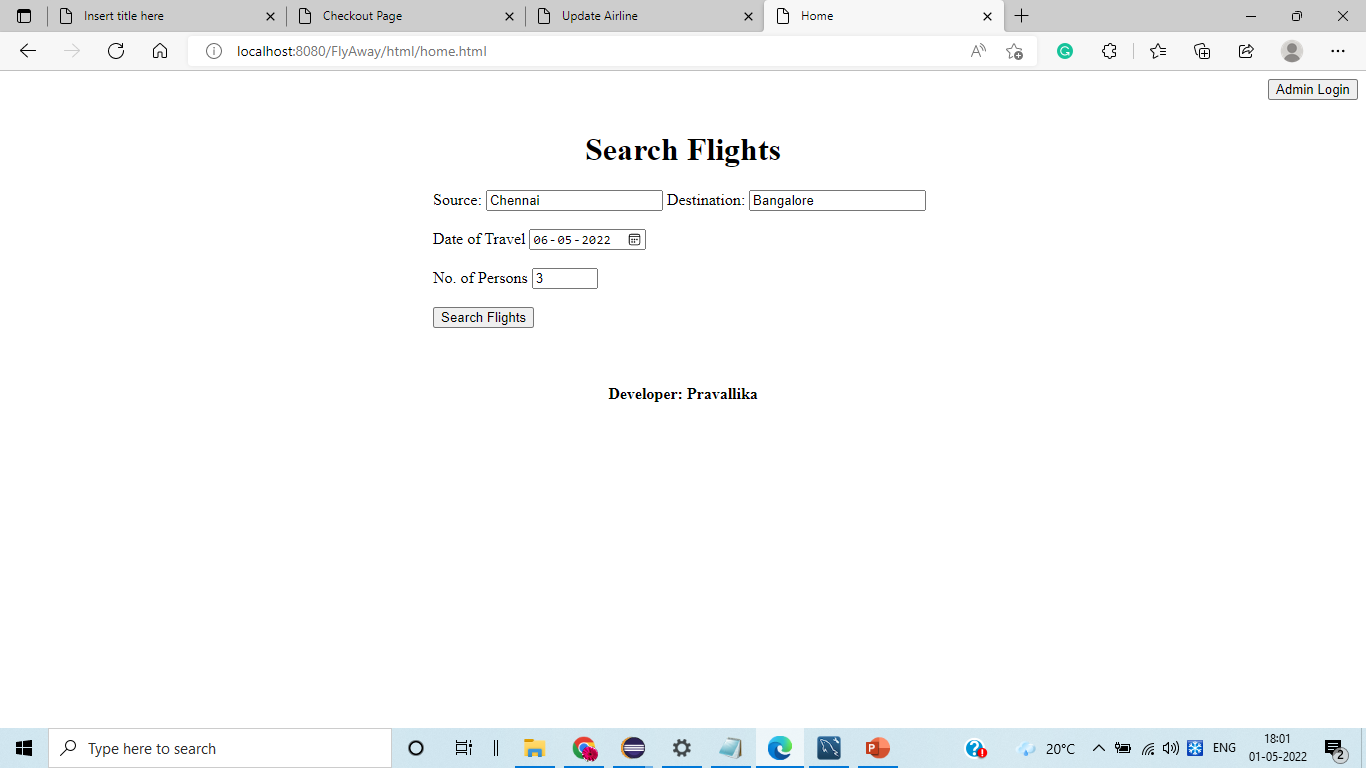 Insert title here
Checkout Page
Update Airline
Home
localhost:8080/FlyAway/html/home.html
Admin Login
Search Flights
Source: Chennai Destination: Bangalore
Date of Travel 06-05-2022
No. of Persons 3
Search Flights
Developer: Pravallika
Type here to search
20°C
ENG
18:01
01-05-2022
2